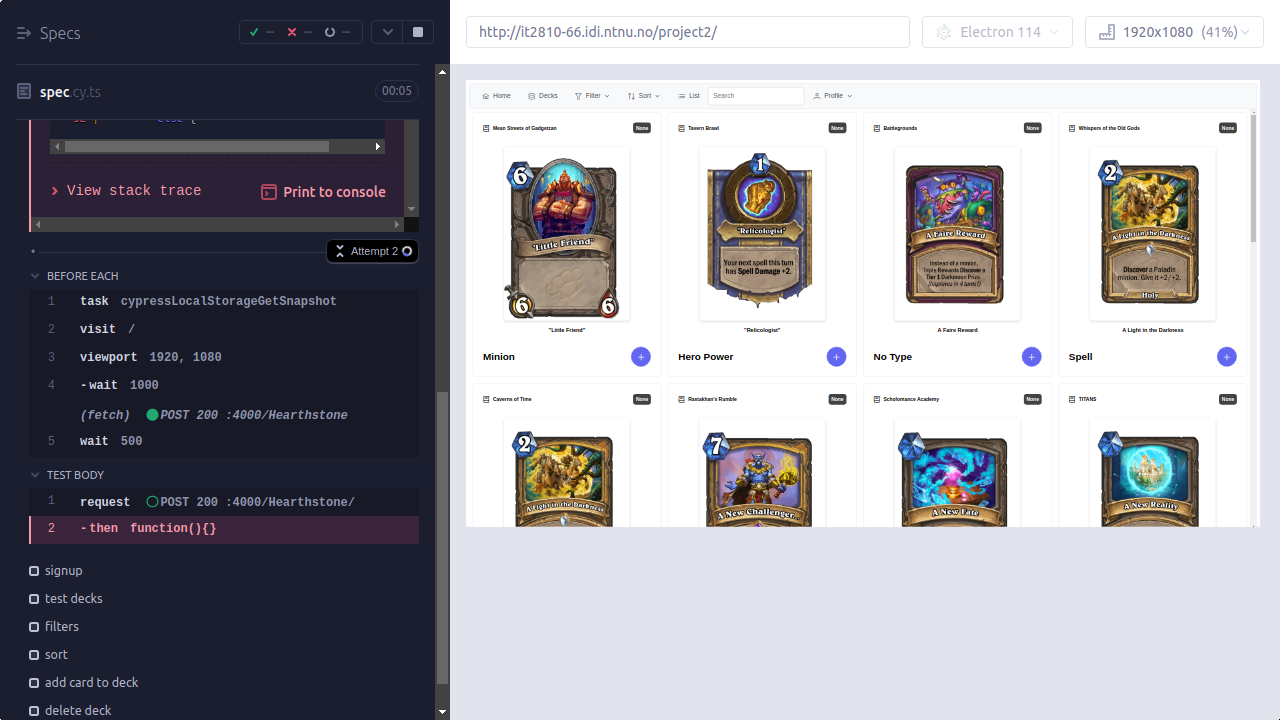 Specs
--
--
--
spec.cy.ts
00:05
View stack trace
Print to console
Attempt 2
BEFORE EACH
1 task cypressLocalStorageGetSnapshot
2 visit /
3 viewport 1920, 1080
4 -wait 1000
(fetch) POST 200 :4000/Hearthstone
5 wait 500
TEST BODY
1 request POST 200 :4000/Hearthstone/
2 -then function(){}
signup
test decks
filters
sort
add card to deck
delete deck
http://it2810-66.idi.ntnu.no/project2/
Electron 114
1920x1080 (41%)
Home Decks Filter Sort List Search Profile
Mean Streets of Gadgetzan None
6
"Little Friend"
6 6
"Little Friend"
Minion +
Tavern Brawl None
1
"Relicologist"
Your next spell this turn
has Spell Damage +2.
"Relicologist"
Hero Power +
Battlegrounds None
A Faire Reward
Instead of a minion,
Triple Rewards Discover a
Tier 1 Darkmoon Prize.
(Improves in 4 turns!)
A Faire Reward
No Type +
Whispers of the Old Gods None
2
A Light in the Darkness
Discover a Paladin
minion. Give it +2/+2.
Holy
A Light in the Darkness
Spell +
Caverns of Time None
2
A Light in the Darkness
Rastakhan's Rumble None
7
A New Challenger...
Scholomance Academy None
A New Fate
TITANS None
A New Reality